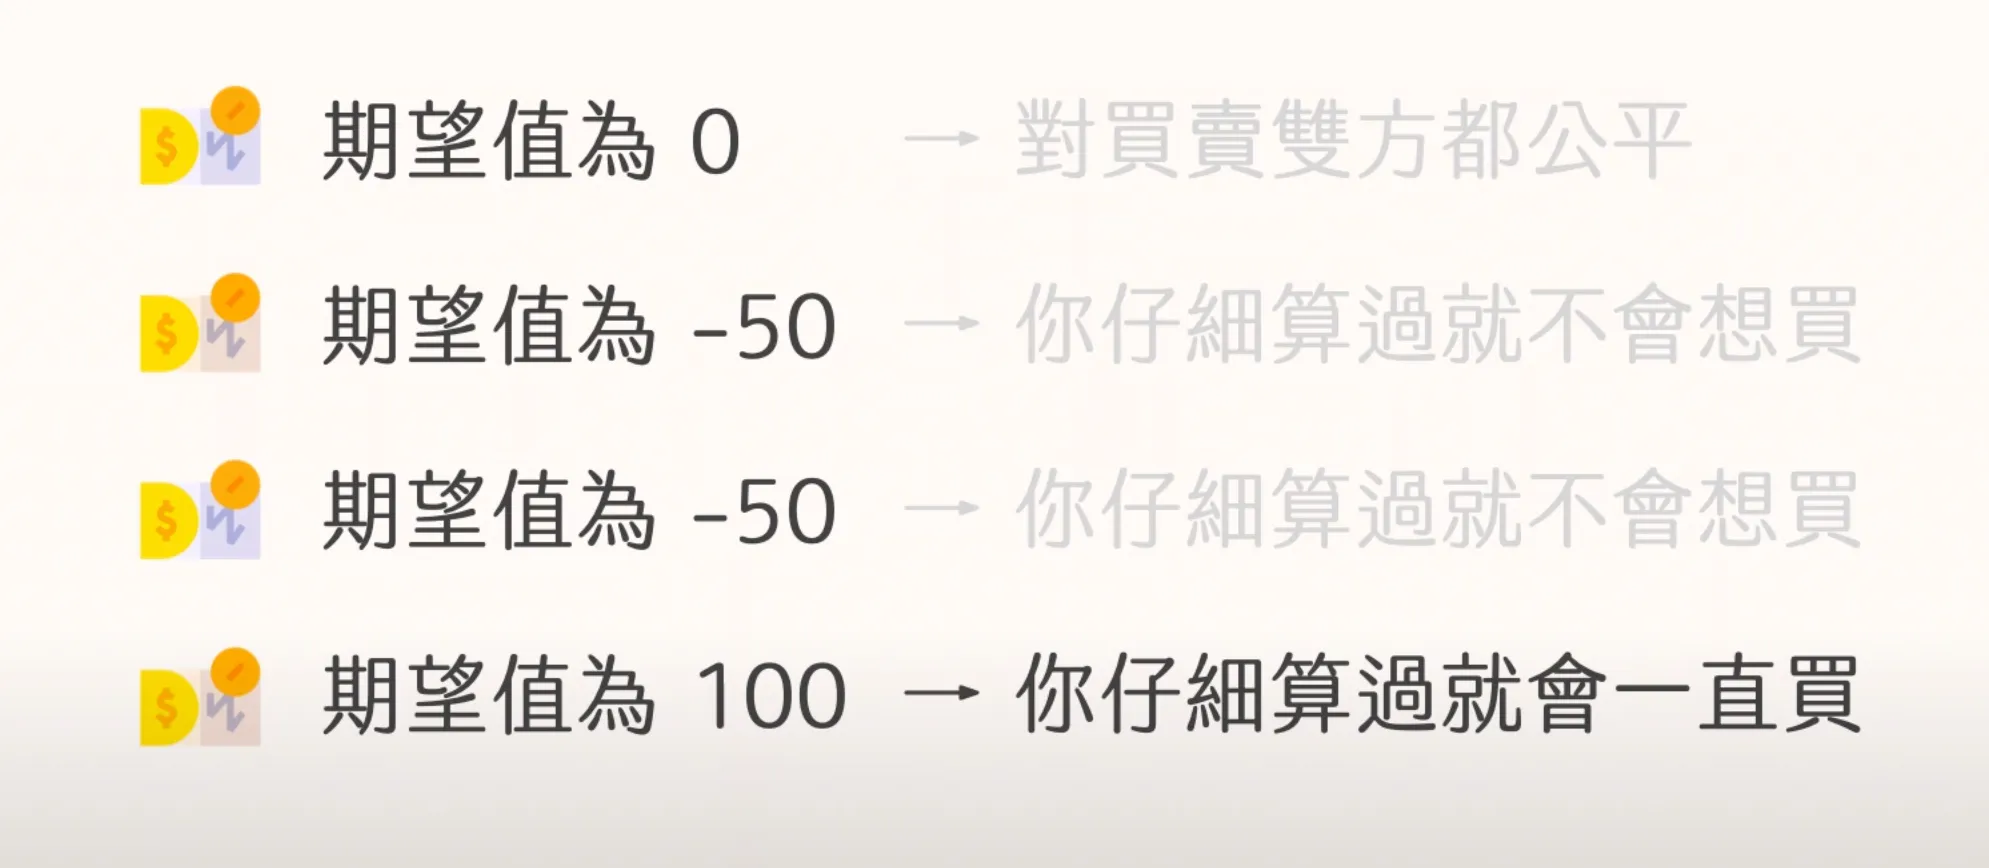 期望值為 0 → 對買賣雙方都公平
期望值為 -50 → 你仔細算過就不會想買
期望值為 -50 → 你仔細算過就不會想買
期望值為 100 → 你仔細算過就會一直買